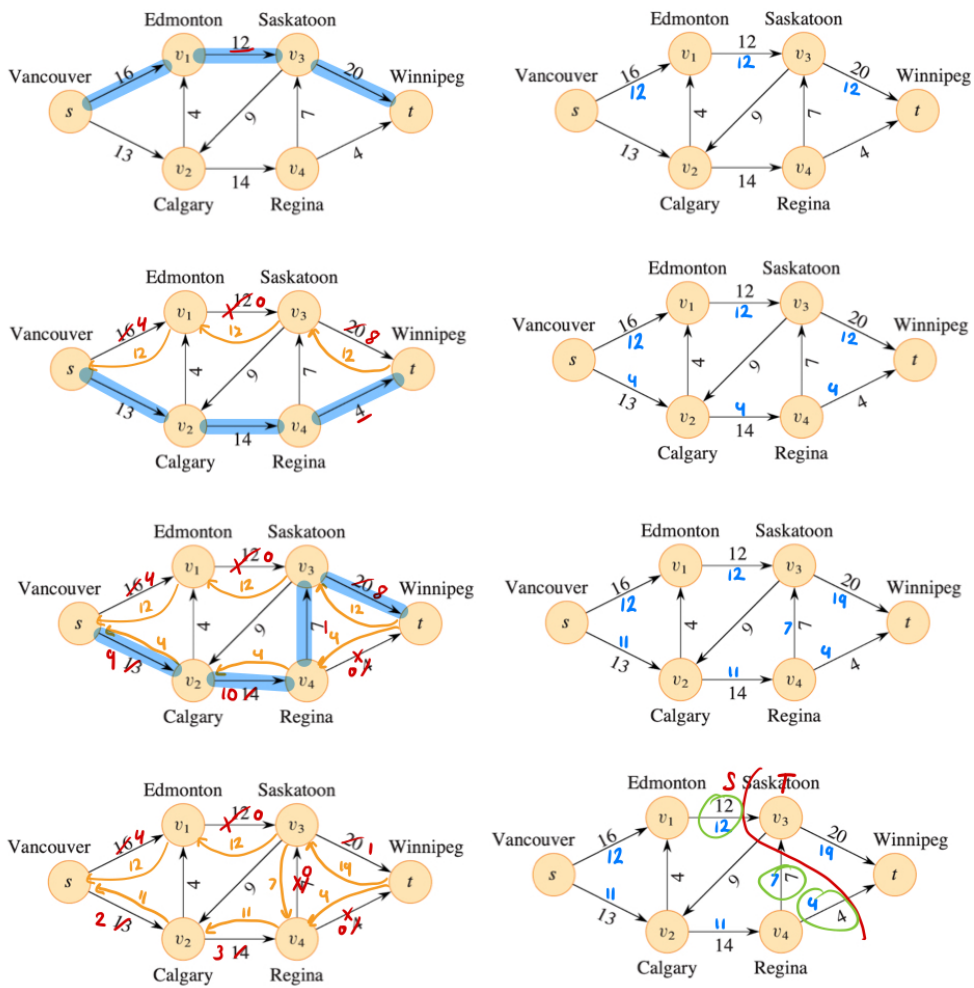 Edmonton Saskatoon
Vancouver 16 v1 12 v3 20 Winnipeg
s 4 9 7 t
13 v2 14 v4 4
Calgary Regina
Edmonton Saskatoon
Vancouver 16 12 v1 12 12 v3 20 12 Winnipeg
s 4 9 7 t
13 v2 14 v4 4
Calgary Regina
Edmonton Saskatoon
Vancouver 16 4 v1 12 0 v3 20 8 Winnipeg
s 12 12 12 t
4 9 7
13 v2 14 v4 4
Calgary Regina
Edmonton Saskatoon
Vancouver 16 12 v1 12 12 v3 20 12 Winnipeg
s 4 9 7 t
4 13 v2 4 14 v4 4 4
Calgary Regina
Edmonton Saskatoon
Vancouver 16 4 v1 12 0 v3 20 8 Winnipeg
s 12 12 12 t
4 4 9 7 1 4
9 13 v2 4 10 14 v4 0
Calgary Regina
Edmonton Saskatoon
Vancouver 16 12 v1 12 12 v3 20 19 Winnipeg
s 4 9 7 7 t
11 13 v2 11 14 v4 4 4
Calgary Regina
Edmonton Saskatoon
Vancouver 16 4 v1 12 0 v3 20 1 Winnipeg
s 12 12 19 t
11 4 9 7 0 4
2 13 v2 11 3 14 v4 0
Calgary Regina
Edmonton S Saskatoon T
Vancouver 16 12 v1 12 12 v3 20 19 Winnipeg
s 4 9 7 7 t
11 13 v2 11 14 v4 4 4
Calgary Regina